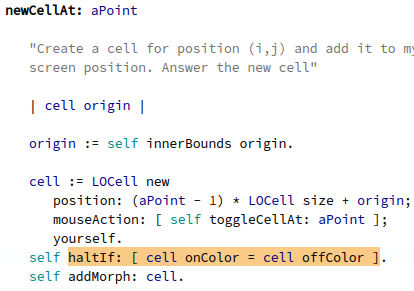 newCellAt: aPoint
"Create a cell for position (i,j) and add it to my
screen position. Answer the new cell"
| cell origin |
origin := self innerBounds origin.
cell := LOCell new
position: (aPoint - 1) * LOCell size + origin;
mouseAction: [ self toggleCellAt: aPoint ];
yourself.
self haltIf: [ cell onColor = cell offColor ].
self addMorph: cell.